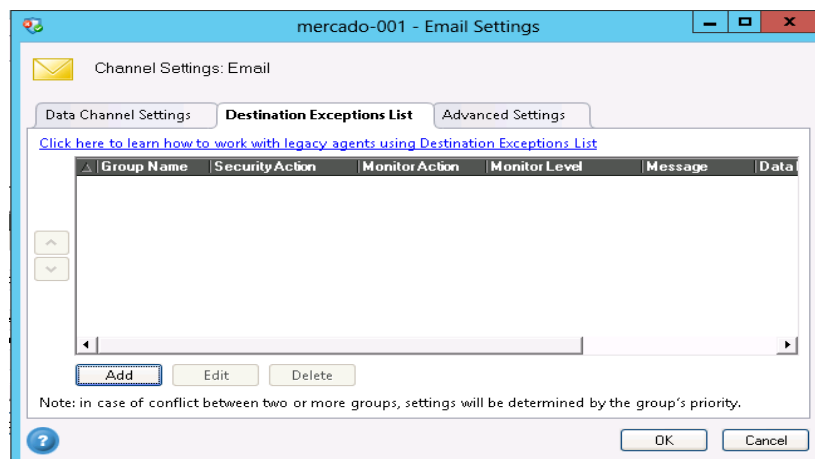 mercado-001 - Email Settings
Channel Settings: Email
Data Channel Settings Destination Exceptions List Advanced Settings
Click here to learn how to work with legacy agents using Destination Exceptions List
Group Name Security Action Monitor Action Monitor Level Message Data
Add Edit Delete
Note: in case of conflict between two or more groups, settings will be determined by the group's priority.
? OK Cancel